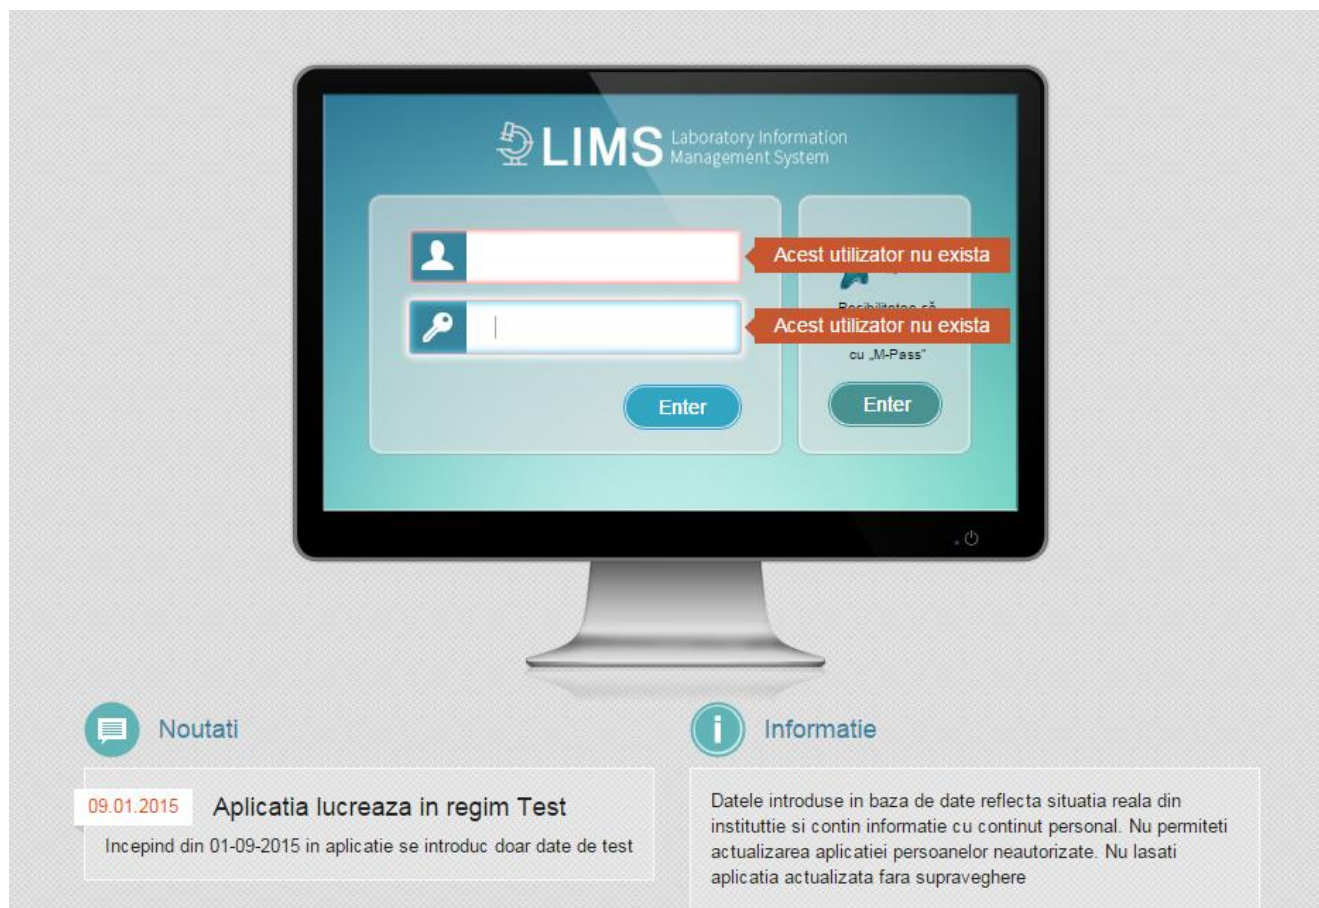 LIMS Laboratory Information
Management System
Acest utilizator nu exista
Acest utilizator nu exista
cu „M-Pass”
Enter
Enter
Noutati
09.01.2015 Aplicatia lucreaza in regim Test
Incepind din 01-09-2015 in aplicatie se introduc doar date de test
Informatie
Datele introduse in baza de date reflecta situatia reala din
instituttie si contin informatie cu continut personal. Nu permiteti
actualizarea aplicatiei persoanelor neautorizate. Nu lasati
aplicatia actualizata fara supraveghere